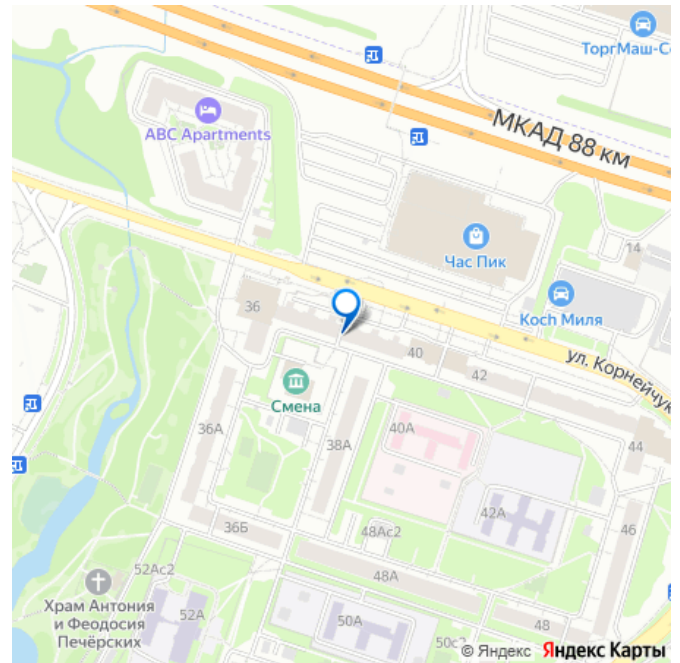 ТоргМаш-Се
МКАД 88 км
ABC Apartments
14
Час Пик
Koch Миля
36
ул. Корнейчук
40
42
Смена
36А
38А
40А
44
42А
46
36Б
48Ас2
52Ас2
48А
Храм Антония
и Феодосия
Печёрских
52А
50А
48
50с2
© Яндекс Яндекс Карты